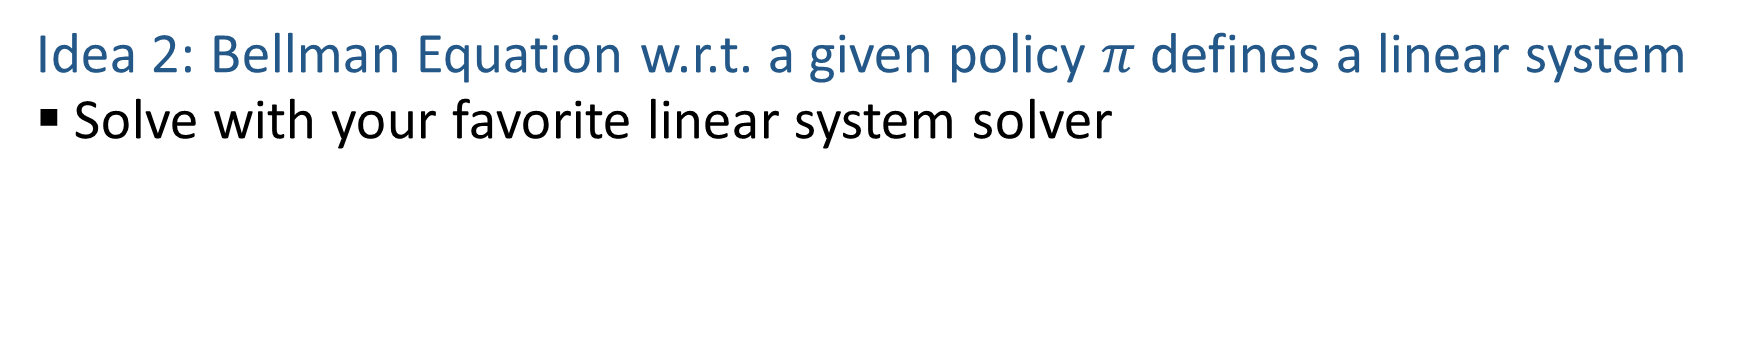 Idea 2: Bellman Equation w.r.t. a given policy 𝜋 defines a linear system
▪ Solve with your favorite linear system solver